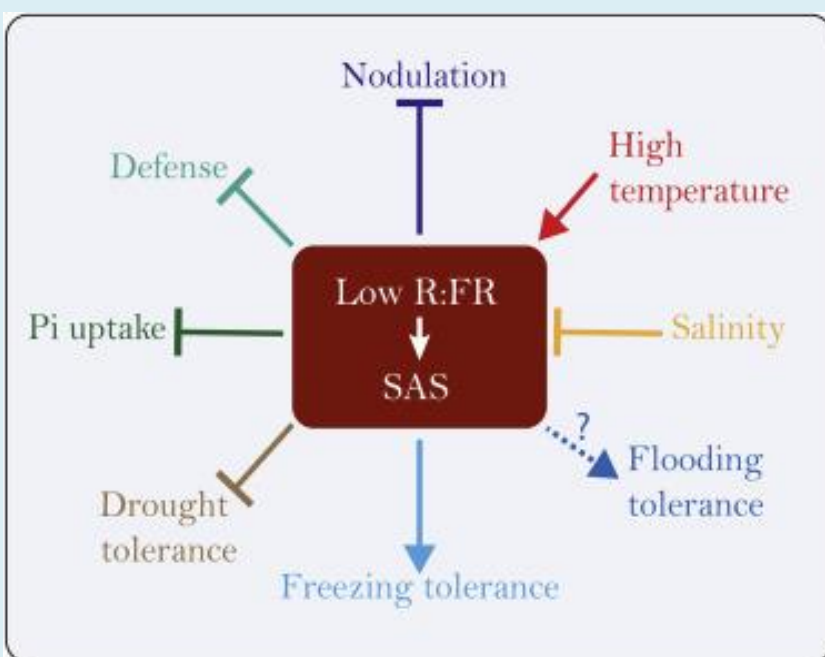 Nodulation
High
temperature
Defense
Low R:FR
Pi uptake
Salinity
SAS
?
Flooding
tolerance
Drought
tolerance
Freezing tolerance